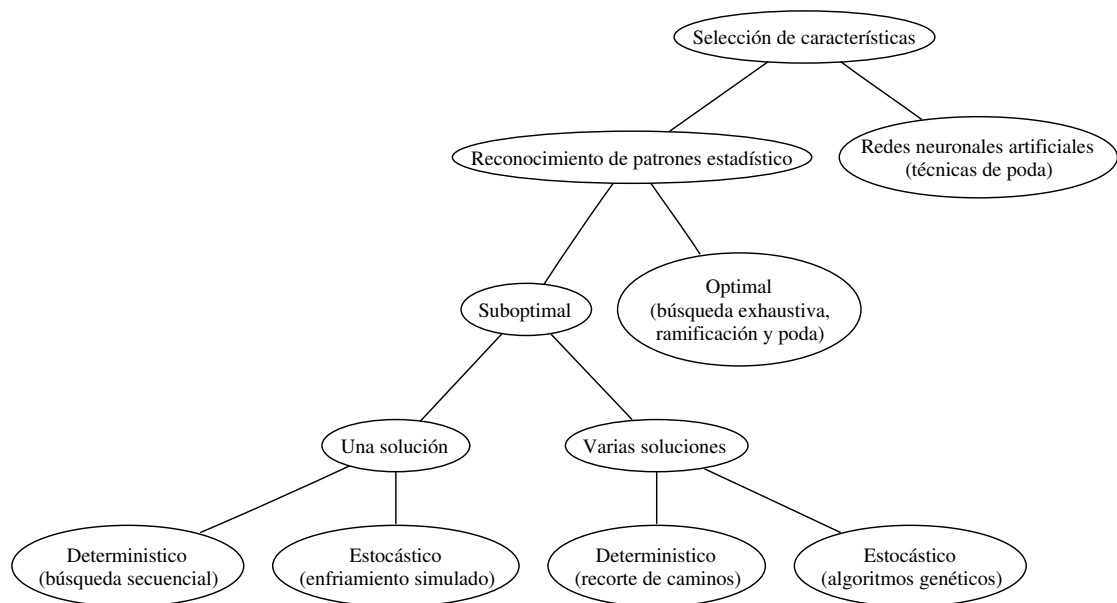 Selección de características
Reconocimiento de patrones estadístico
Redes neuronales artificiales
(técnicas de poda)
Suboptimal
Optimal
(búsqueda exhaustiva,
ramificación y poda)
Una solución
Varias soluciones
Deterministico
(búsqueda secuencial)
Estocástico
(enfriamiento simulado)
Deterministico
(recorte de caminos)
Estocástico
(algoritmos genéticos)